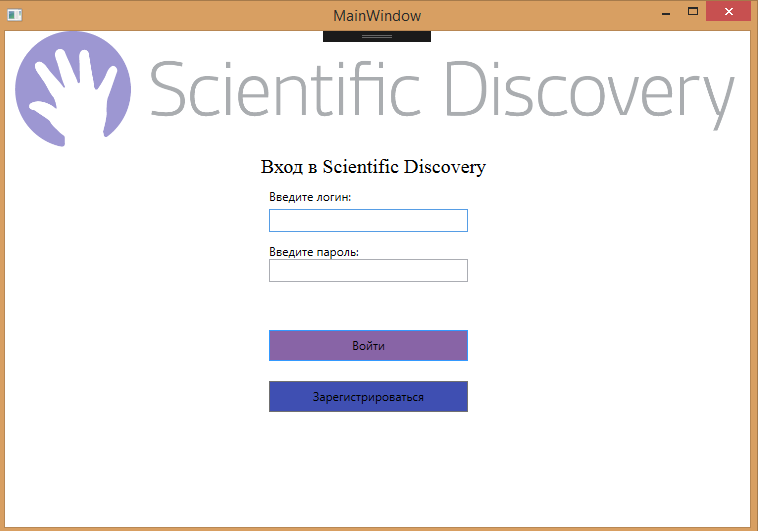 MainWindow
Scientific Discovery
Вход в Scientific Discovery
Введите логин:
Введите пароль:
Войти
Зарегистрироваться